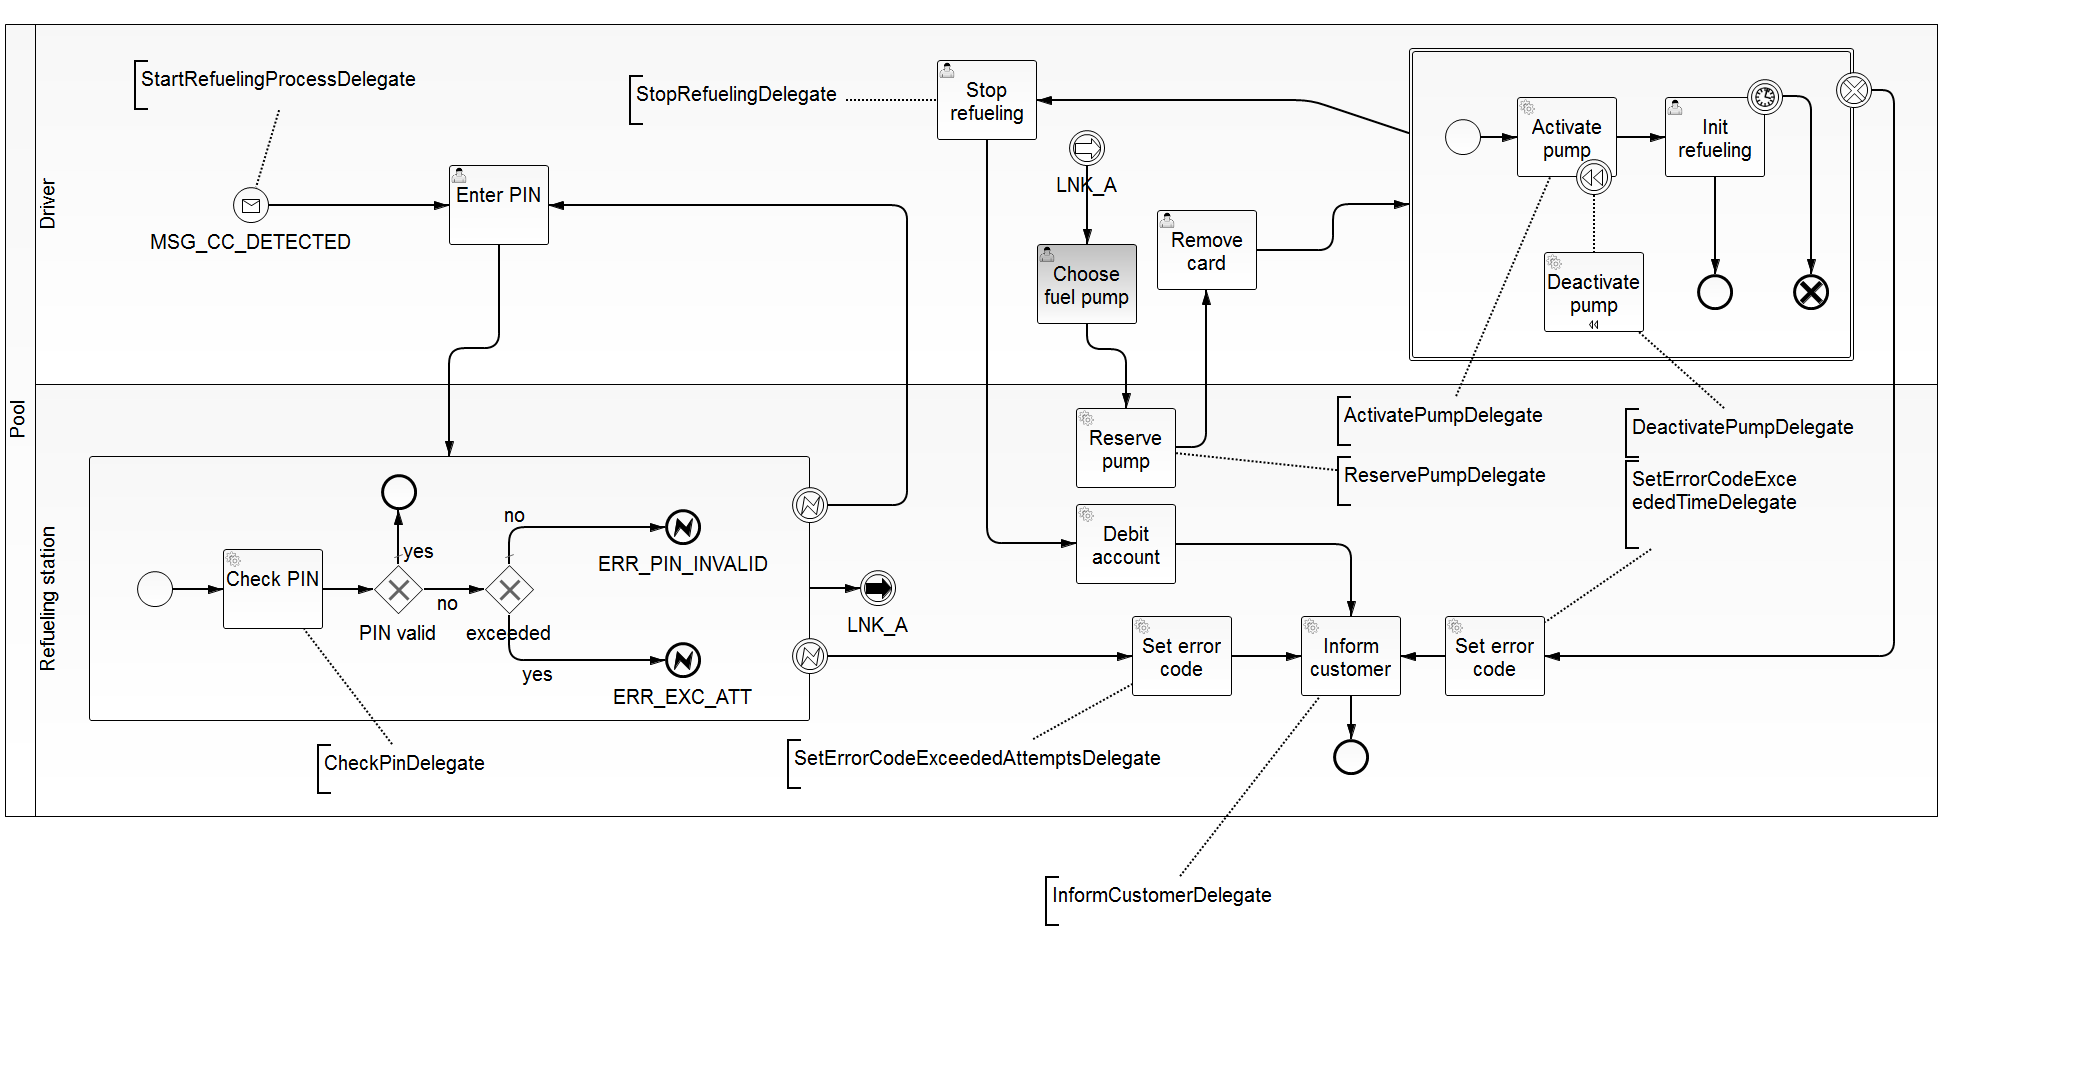 Pool
Driver
StartRefuelingProcessDelegate
MSG_CC_DETECTED
Enter PIN
StopRefuelingDelegate
Stop
refueling
LNK_A
Choose
fuel pump
Remove
card
Activate
pump
Init
refueling
Deactivate
pump
Refueling station
Check PIN
yes
PIN valid
no
exceeded
no
ERR_PIN_INVALID
yes
ERR_EXC_ATT
CheckPinDelegate
LNK_A
Reserve
pump
ActivatePumpDelegate
ReservePumpDelegate
DeactivatePumpDelegate
SetErrorCodeExce
ededTimeDelegate
Debit
account
Set error
code
Inform
customer
Set error
code
SetErrorCodeExceededAttemptsDelegate
InformCustomerDelegate